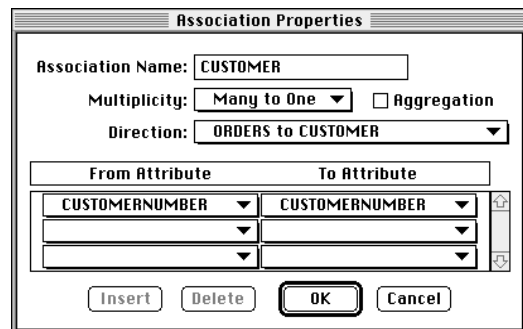 Association Properties
Association Name: CUSTOMER
Multiplicity: Many to One Aggregation
Direction: ORDERS to CUSTOMER
From Attribute To Attribute
CUSTOMERNUMBER CUSTOMERNUMBER
Insert Delete OK Cancel